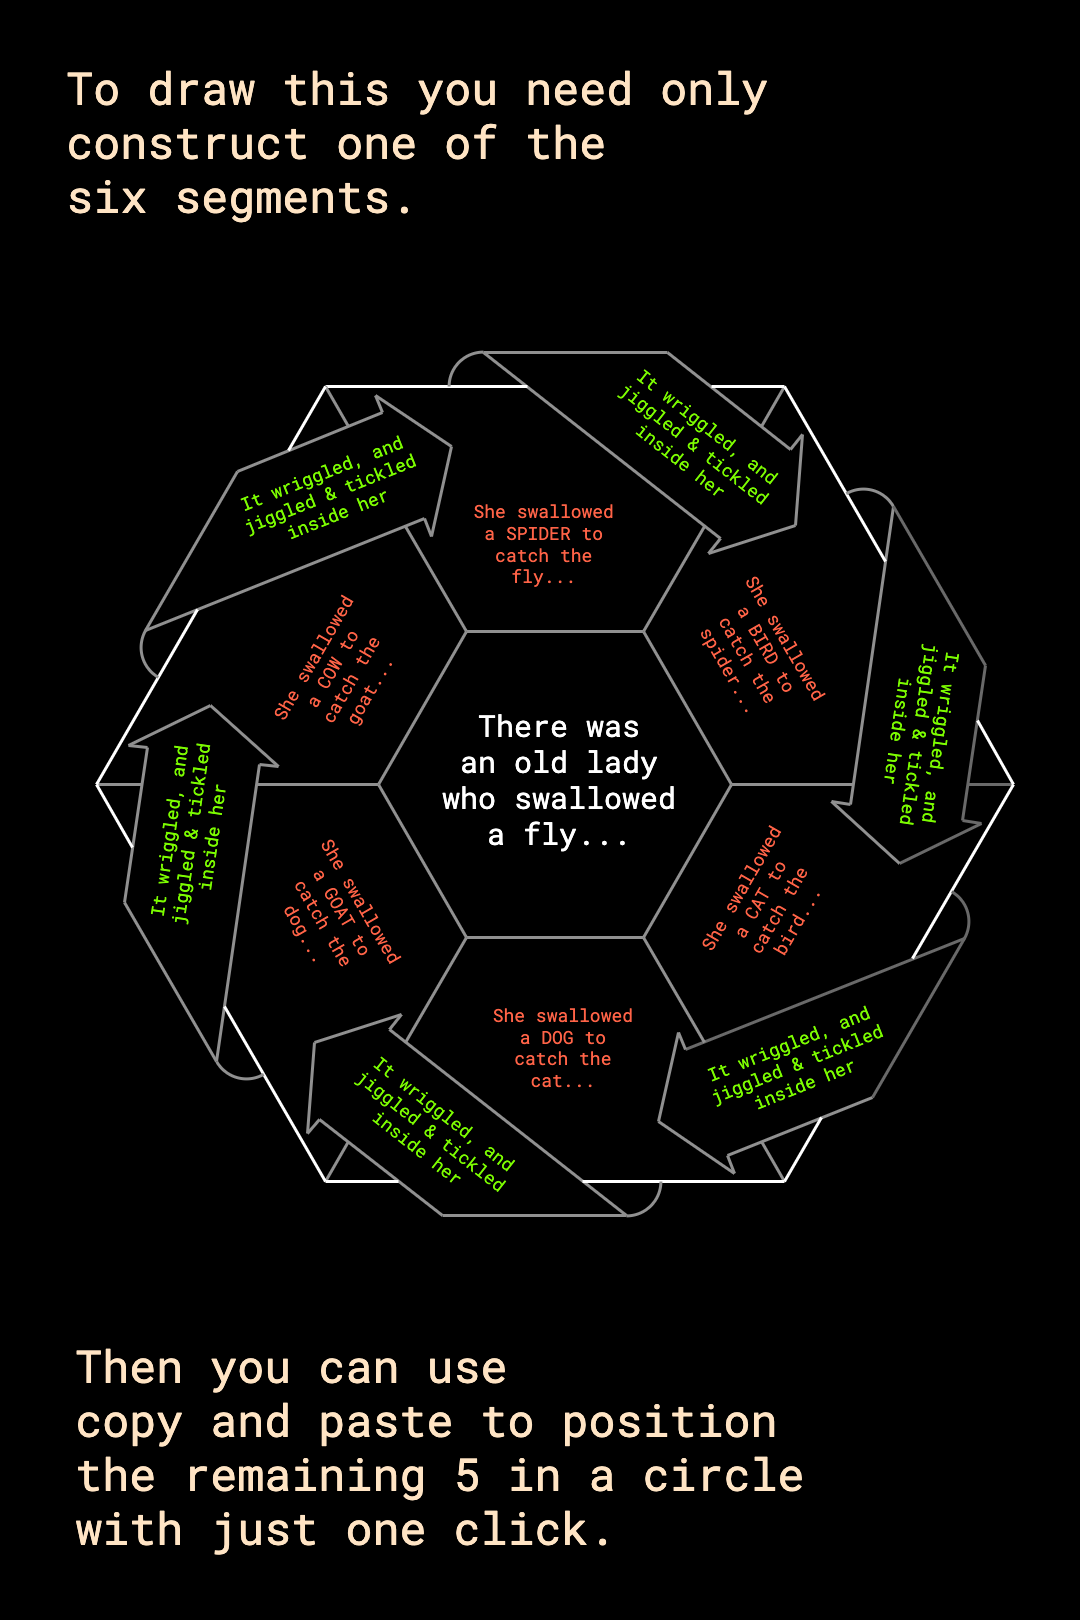 To draw this you need only
construct one of the
six segments.
It wriggled, and
jiggled & tickled
inside her
It wriggled, and
jiggled & tickled
inside her
She swallowed
a SPIDER to
catch the
fly...
She swallowed
a BIRD to
catch the
spider...
It wriggled, and
jiggled & tickled
inside her
She swallowed
a COW to
catch the
goat...
There was
an old lady
who swallowed
a fly...
It wriggled, and
jiggled & tickled
inside her
She swallowed
a GOAT to
catch the
dog...
She swallowed
a CAT to
catch the
bird...
She swallowed
a DOG to
catch the
cat...
It wriggled, and
jiggled & tickled
inside her
It wriggled, and
jiggled & tickled
inside her
Then you can use
copy and paste to position
the remaining 5 in a circle
with just one click.